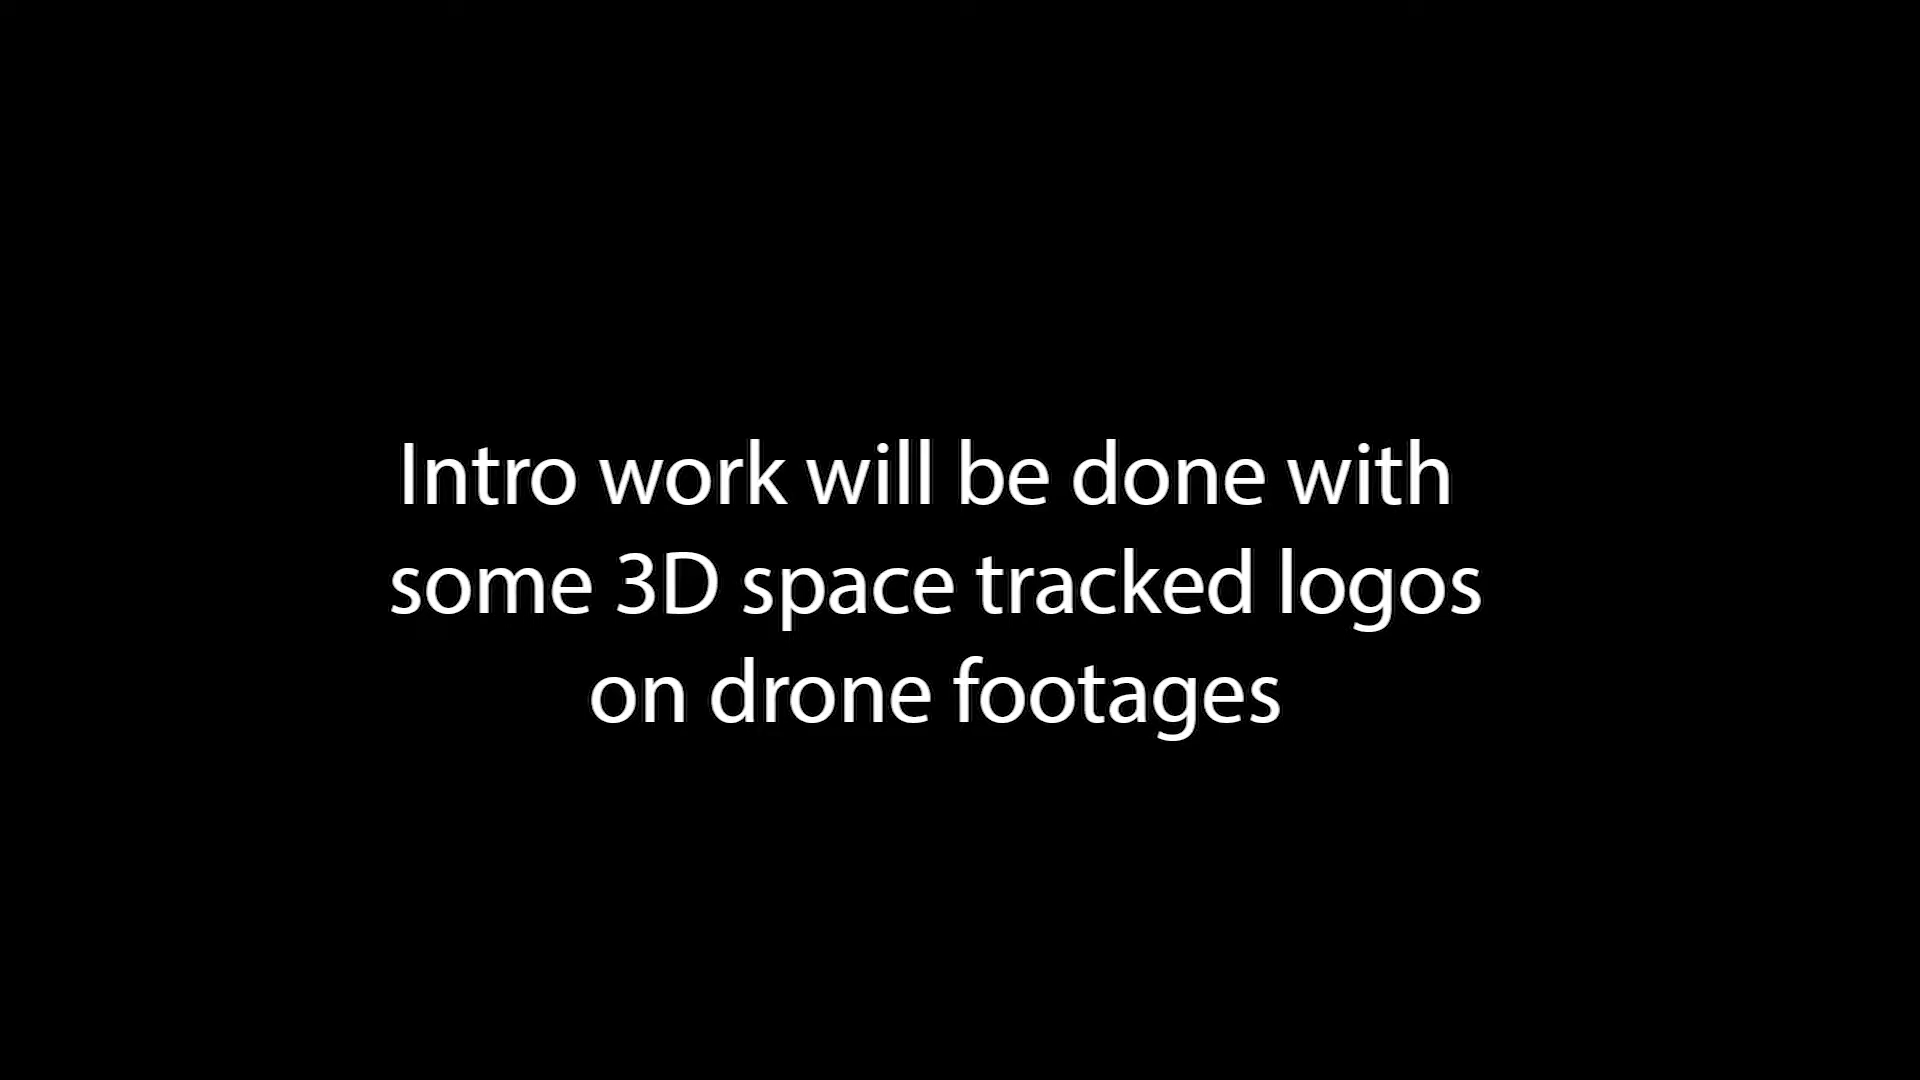 Intro work will be done with
some 3D space tracked logos
on drone footages